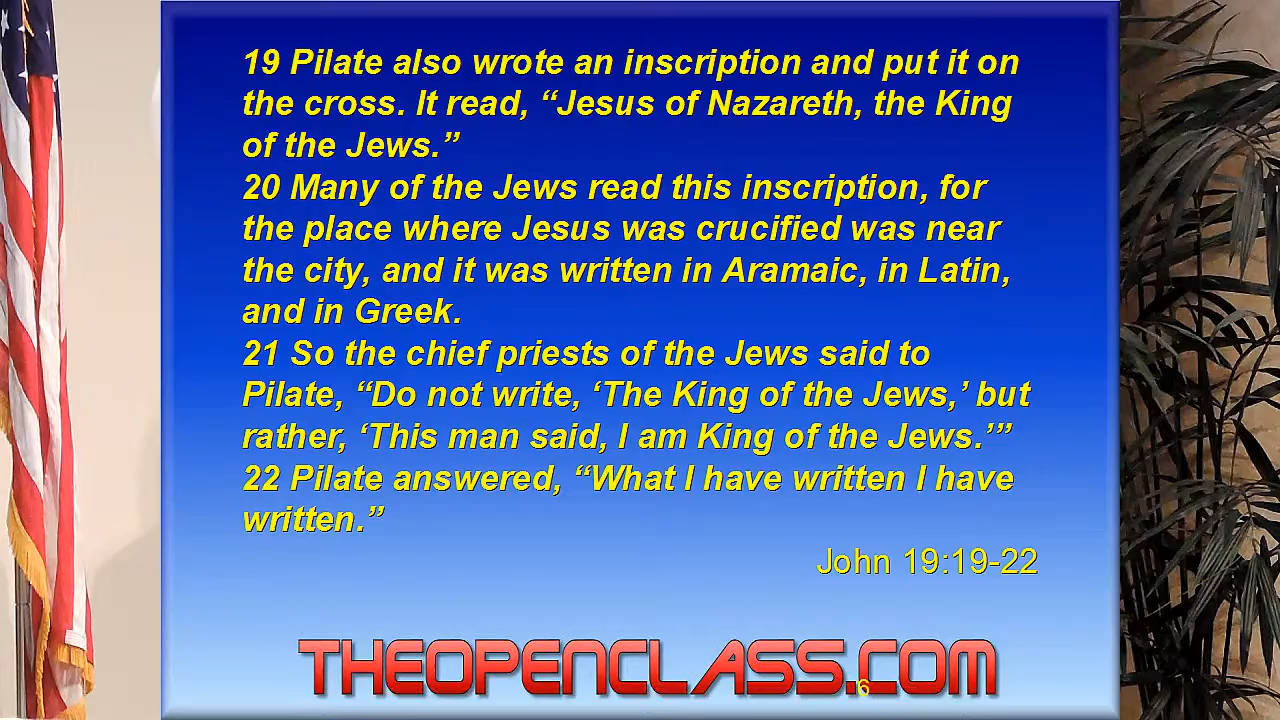 19 Pilate also wrote an inscription and put it on
the cross. It read, “Jesus of Nazareth, the King
of the Jews.”
20 Many of the Jews read this inscription, for
the place where Jesus was crucified was near
the city, and it was written in Aramaic, in Latin,
and in Greek.
21 So the chief priests of the Jews said to
Pilate, “Do not write, ‘The King of the Jews,’ but
rather, ‘This man said, I am King of the Jews.’”
22 Pilate answered, “What I have written I have
written.”
John 19:19-22
THEOPENCLASS.COM
6